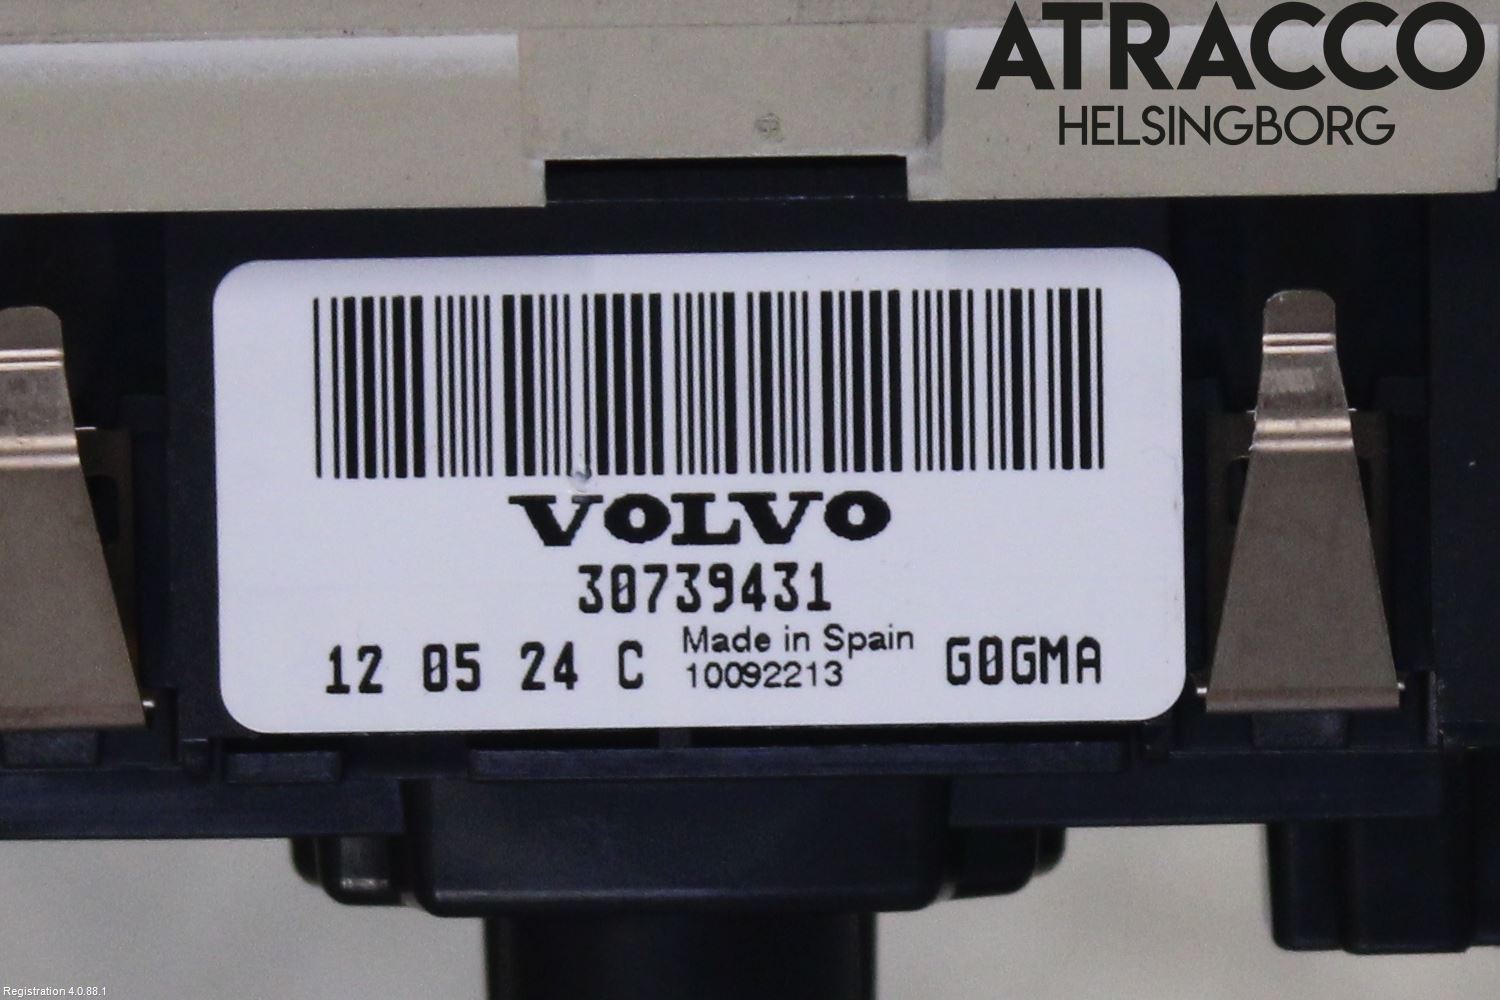 ATRACCO
HELSINGBORG
VOLVO
30739431
12 05 24 C Made in Spain G0GMA
10092213
Registration 4.0.88.1